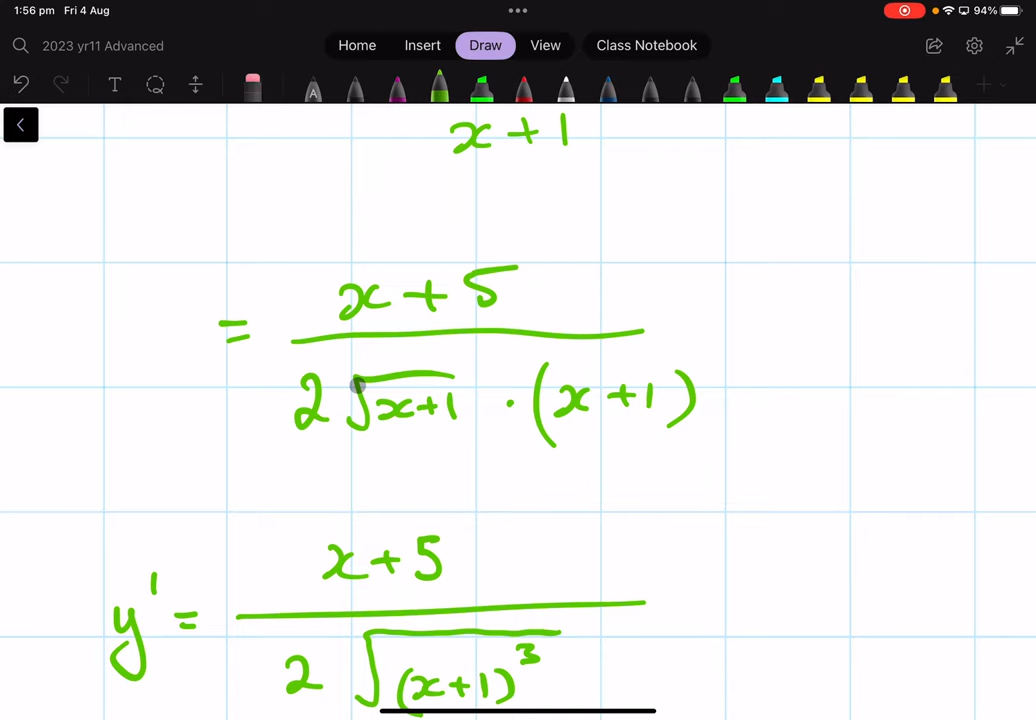 1:56 pm Fri 4 Aug 94%
2023 yr11 Advanced Home Insert Draw View Class Notebook
T A
x + 1
= x + 5
2 √x+1 · (x + 1)
x + 5
y' =
2 √(x+1)³